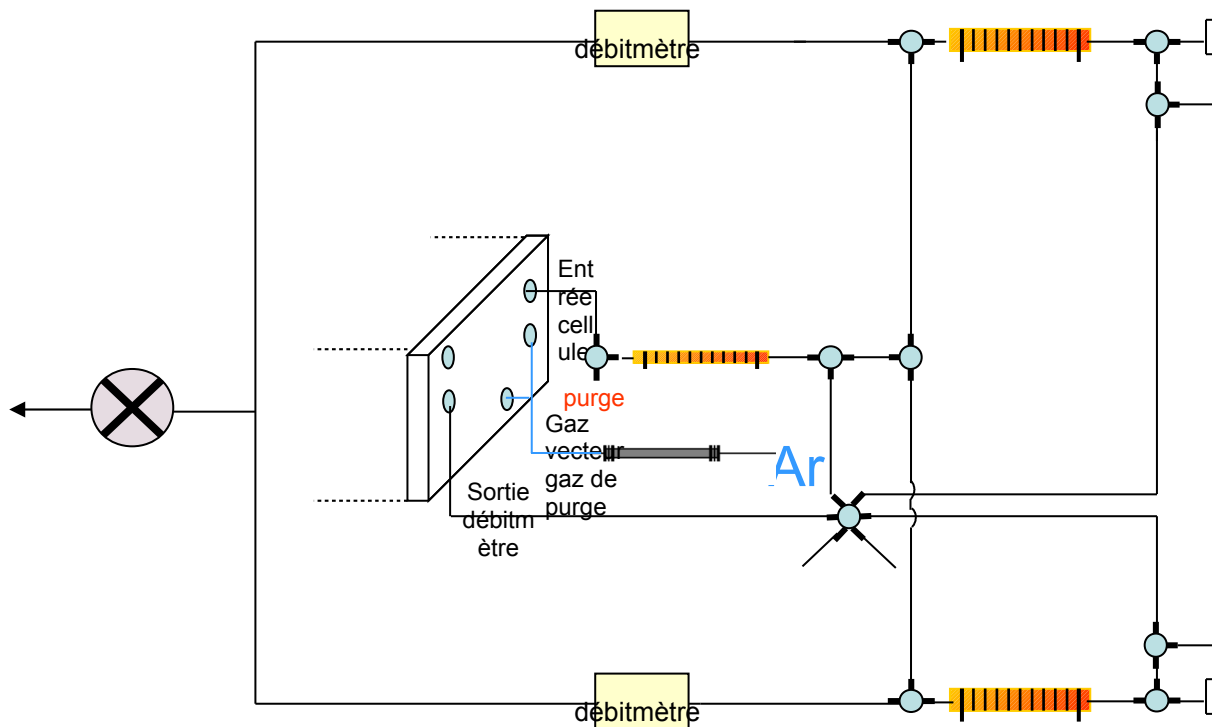 débitmètre
Ent
rée
cell
ule
purge
Gaz
vecteur
gaz de
purge
Ar
Sortie
débitm
ètre
débitmètre